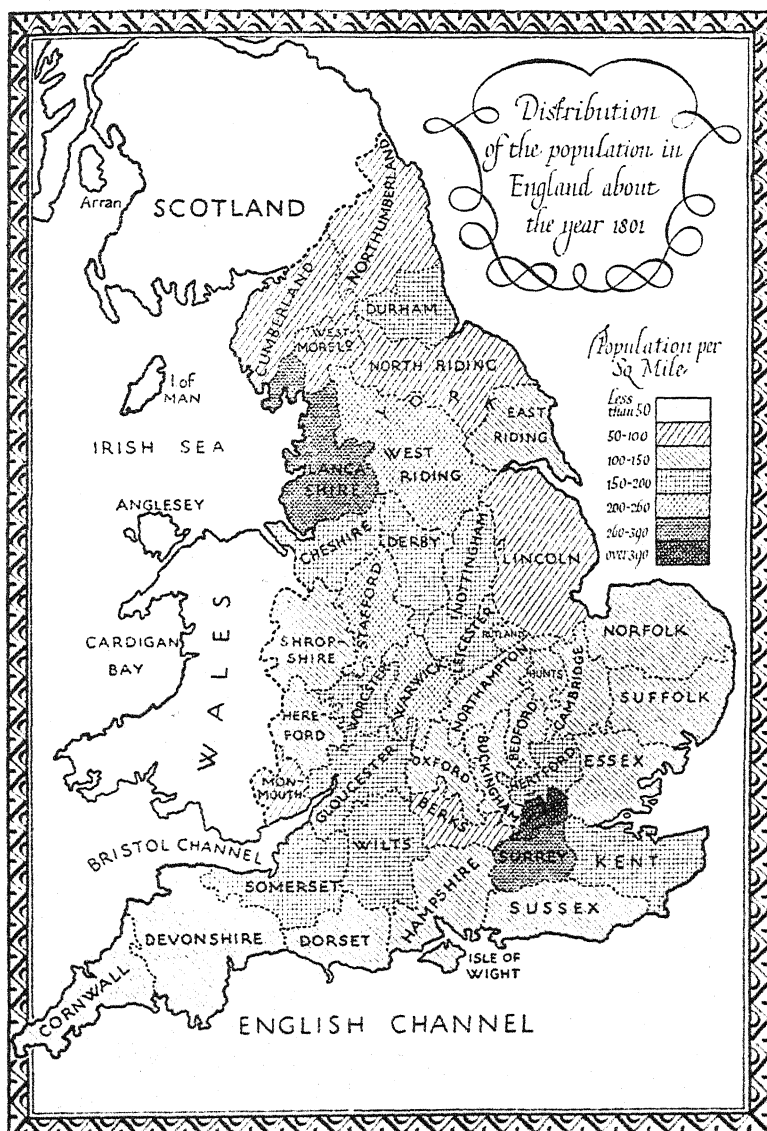 Distribution
of the population in
England about
the year 1801
Population per
Sq Mile
Less
than 50
50-100
100-150
150-200
200-260
260-390
over 390
Arran
SCOTLAND
NORTHUMBERLAND
CUMBERLAND
DURHAM
WEST-
MORELD
NORTH RIDING
YORK
EAST
RIDING
I of
MAN
IRISH SEA
WEST
RIDING
LANCA
SHIRE
ANGLESEY
CHESHIRE
DERBY
NOTTINGHAM
LINCOLN
CARDIGAN
BAY
WALES
SHROP-
SHIRE
STAFFORD
LEICESTER
RUTLAND
NORFOLK
HERE-
FORD
WORCSTER
WARWICK
NORTHAMPTON
HUNTS
CAMBRIDGE
SUFFOLK
BEDFORD
MON-
MOUTH
GLOUCESTER
OXFORD
BUCKINGHAM
HERTFORD
ESSEX
BERKS
BRISTOL CHANNEL
WILTS
SURREY
KENT
SOMERSET
HAMPSHIRE
SUSSEX
DEVONSHIRE
DORSET
ISLE OF
WIGHT
CORNWALL
ENGLISH CHANNEL